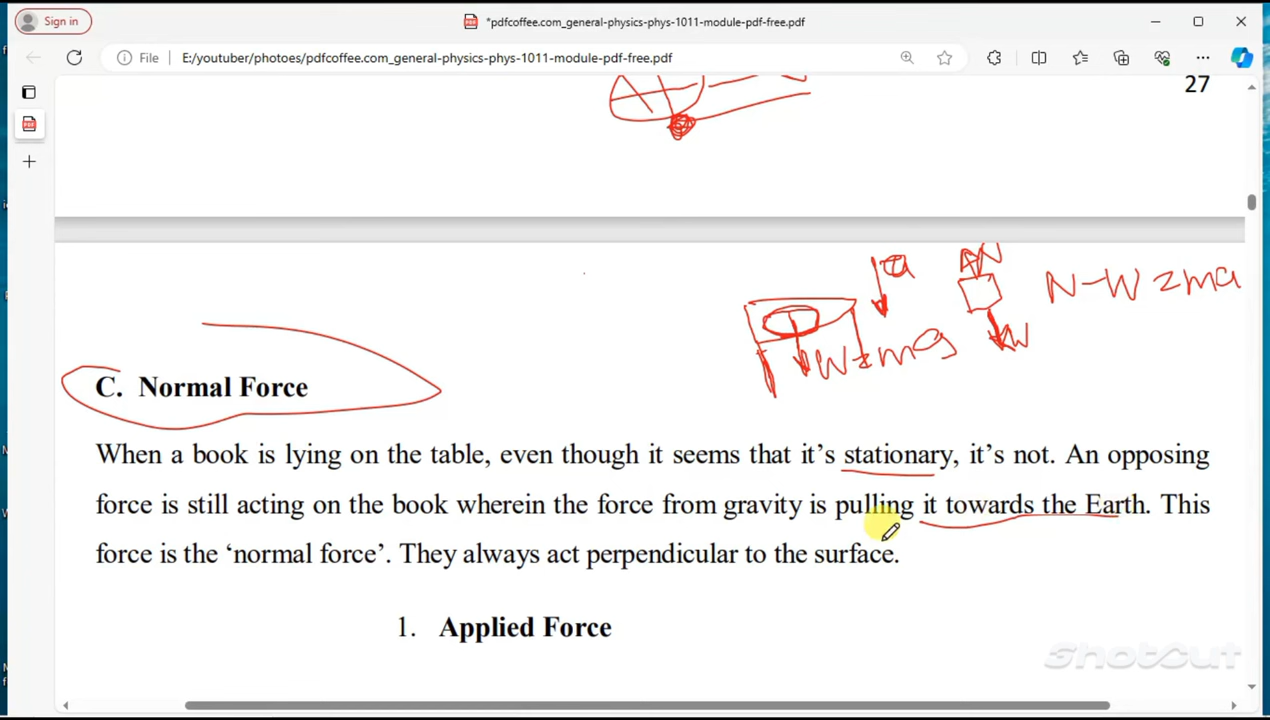 Sign in
*pdfcoffee.com_general-physics-phys-1011-module-pdf-free.pdf
File E:/youtuber/photoes/pdfcoffee.com_general-physics-phys-1011-module-pdf-free.pdf
27
a
N
N-W=ma
W
W=mg
C. Normal Force
When a book is lying on the table, even though it seems that it's stationary, it's not. An opposing
force is still acting on the book wherein the force from gravity is pulling it towards the Earth. This
force is the 'normal force'. They always act perpendicular to the surface.
1. Applied Force
SHOTCUT